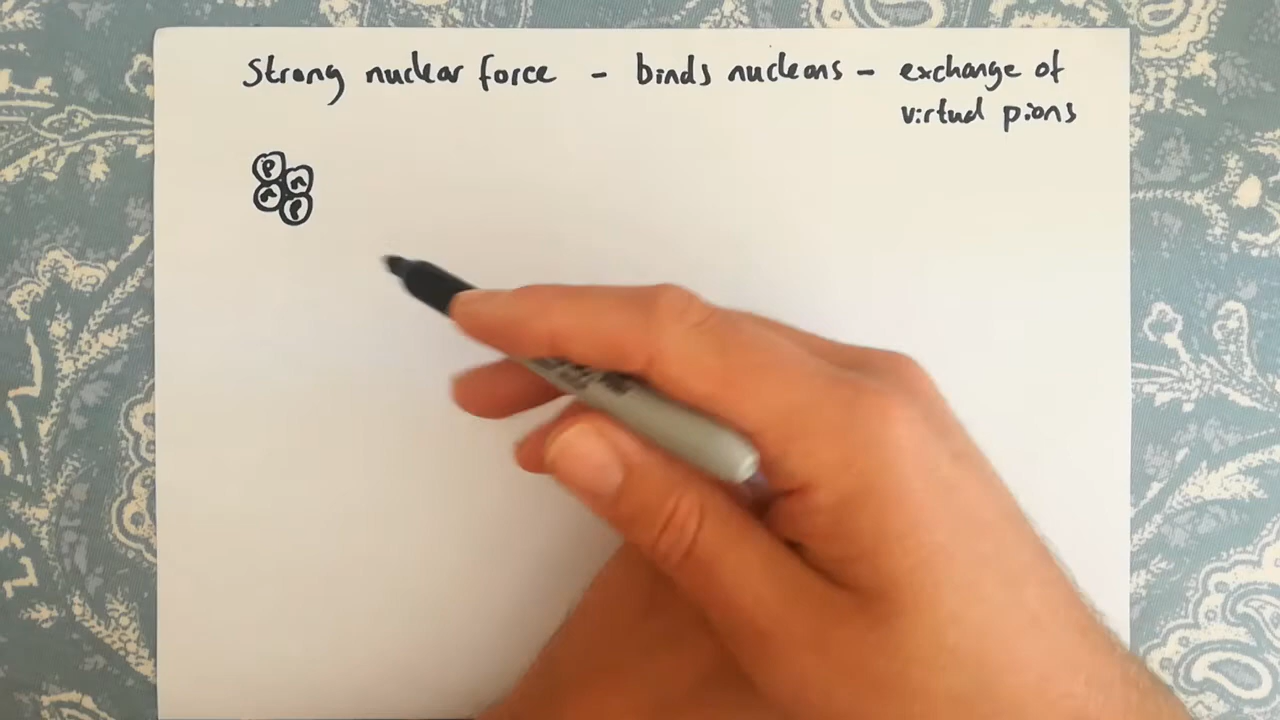 Strong nuclear force - binds nucleons - exchange of
virtual pions
p
n
n
p